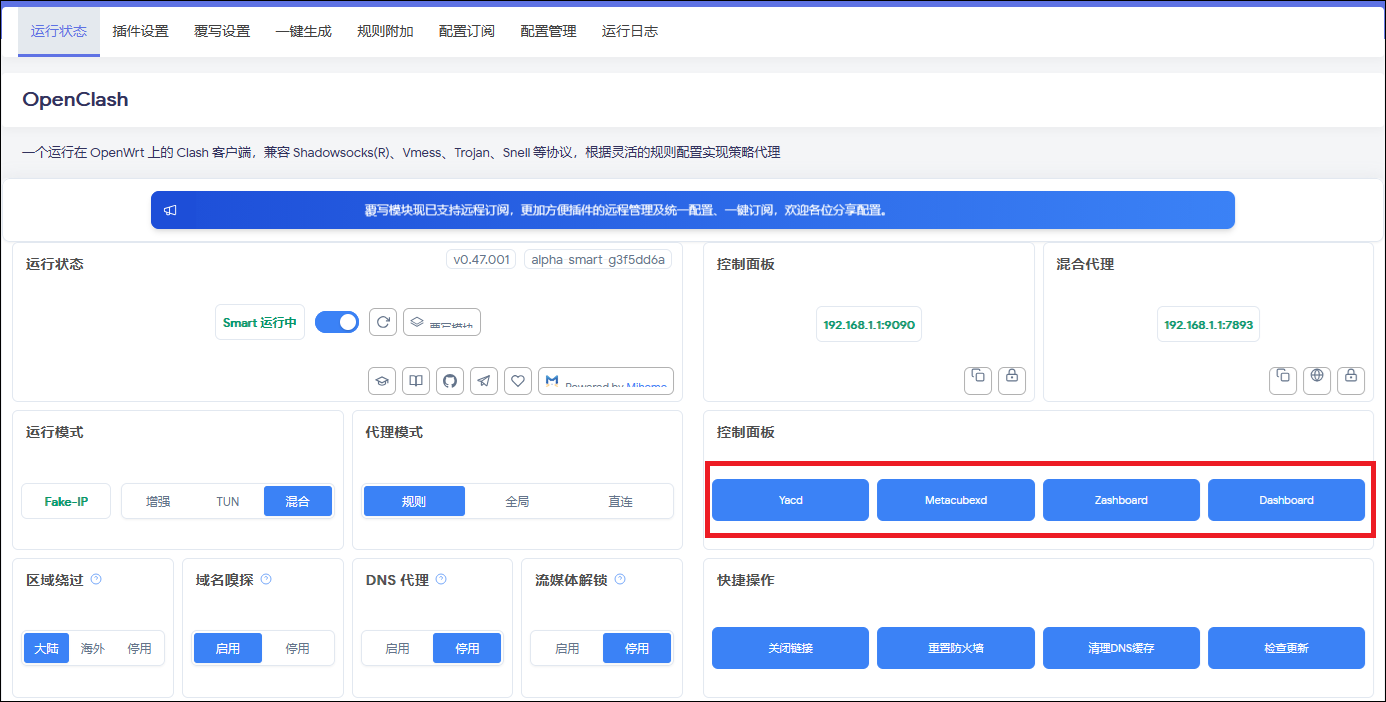 运行状态 插件设置 覆写设置 一键生成 规则附加 配置订阅 配置管理 运行日志
OpenClash
一个运行在 OpenWrt 上的 Clash 客户端，兼容 Shadowsocks(R)、Vmess、Trojan、Snell 等协议，根据灵活的规则配置实现策略代理
覆写模块现已支持远程订阅，更加方便插件的远程管理及统一配置、一键订阅，欢迎各位分享配置。
运行状态 v0.47.001 alpha-smart-g3f5dd6a
Smart 运行中 覆写模块
Powered by Mihomo
控制面板
192.168.1.1:9090
混合代理
192.168.1.1:7893
运行模式
Fake-IP 增强 TUN 混合
代理模式
规则 全局 直连
控制面板
Yacd Metacubexd Zashboard Dashboard
区域绕过
大陆 海外 停用
域名嗅探
启用 停用
DNS 代理
启用 停用
流媒体解锁
启用 停用
快捷操作
关闭链接 重置防火墙 清理DNS缓存 检查更新